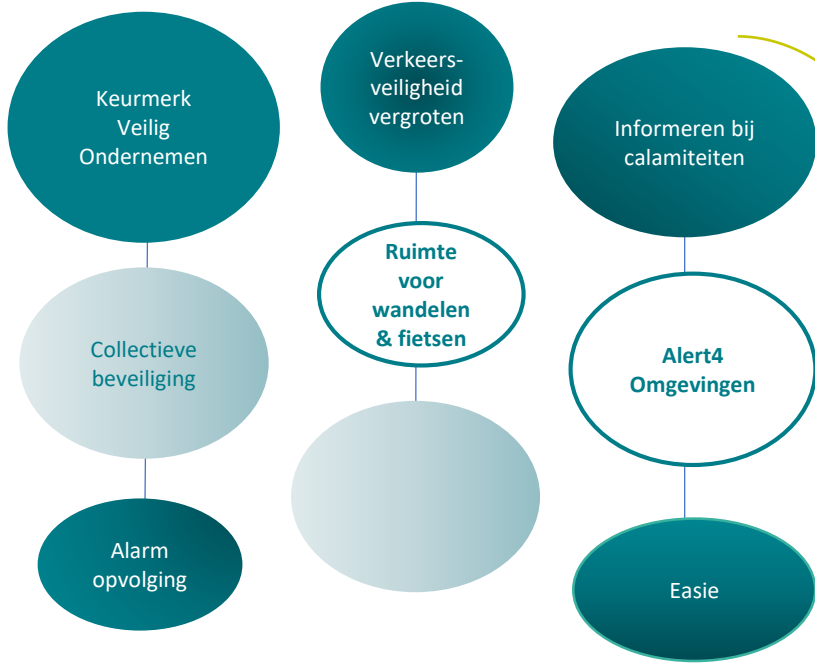 Keurmerk
Veilig
Ondernemen
Collectieve
beveiliging
Alarm
opvolging
Verkeers-
veiligheid
vergroten
Ruimte
voor
wandelen
& fietsen
Informeren bij
calamiteiten
Alert4
Omgevingen
Easie